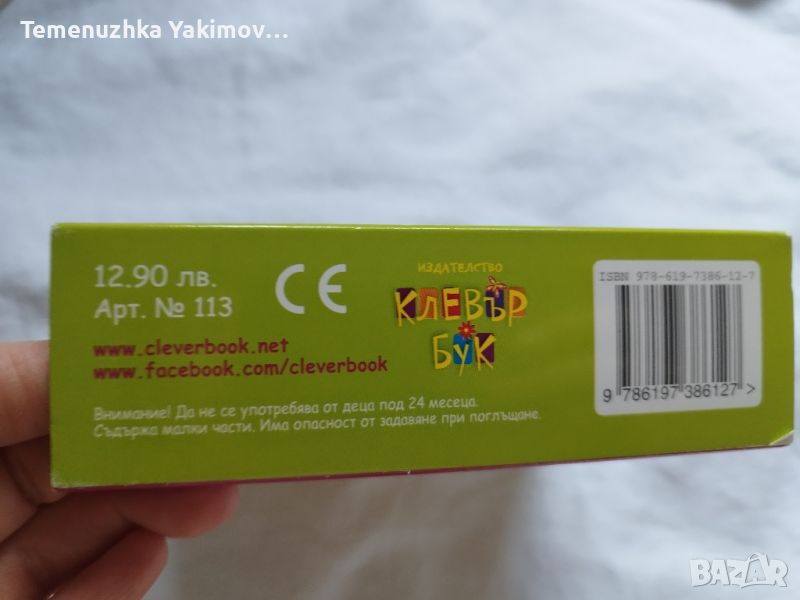 Temenuzhka Yakimov...
12.90 лв.
Арт. № 113
CE
www.cleverbook.net
www.facebook.com/cleverbook
Внимание! Да не се употребява от деца под 24 месеца.
Съдържа малки части. Има опасност от задавяне при поглъщане.
ИЗДАТЕЛСТВО
КЛЕВЪР
БУК
ISBN 978-619-7386-12-7
9 786197 386127 >
BAZAR